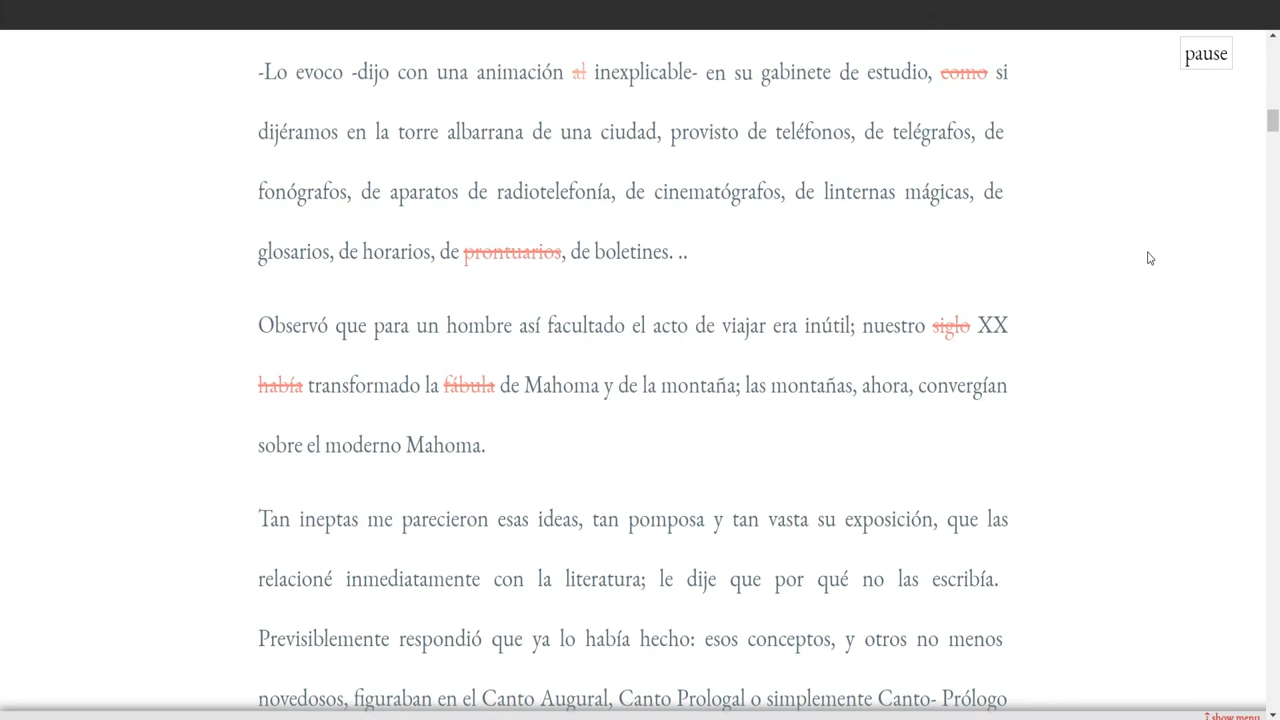 pause
-Lo evoco -dijo con una animación al inexplicable- en su gabinete de estudio, como si
dijéramos en la torre albarrana de una ciudad, provisto de teléfonos, de telégrafos, de
fonógrafos, de aparatos de radiotelefonía, de cinematógrafos, de linternas mágicas, de
glosarios, de horarios, de prontuarios, de boletines. ..
Observó que para un hombre así facultado el acto de viajar era inútil; nuestro siglo XX
había transformado la fábula de Mahoma y de la montaña; las montañas, ahora, convergían
sobre el moderno Mahoma.
Tan ineptas me parecieron esas ideas, tan pomposa y tan vasta su exposición, que las
relacioné inmediatamente con la literatura; le dije que por qué no las escribía.
Previsiblemente respondió que ya lo había hecho: esos conceptos, y otros no menos
novedosos, figuraban en el Canto Augural, Canto Prologal o simplemente Canto- Prólogo
show menu